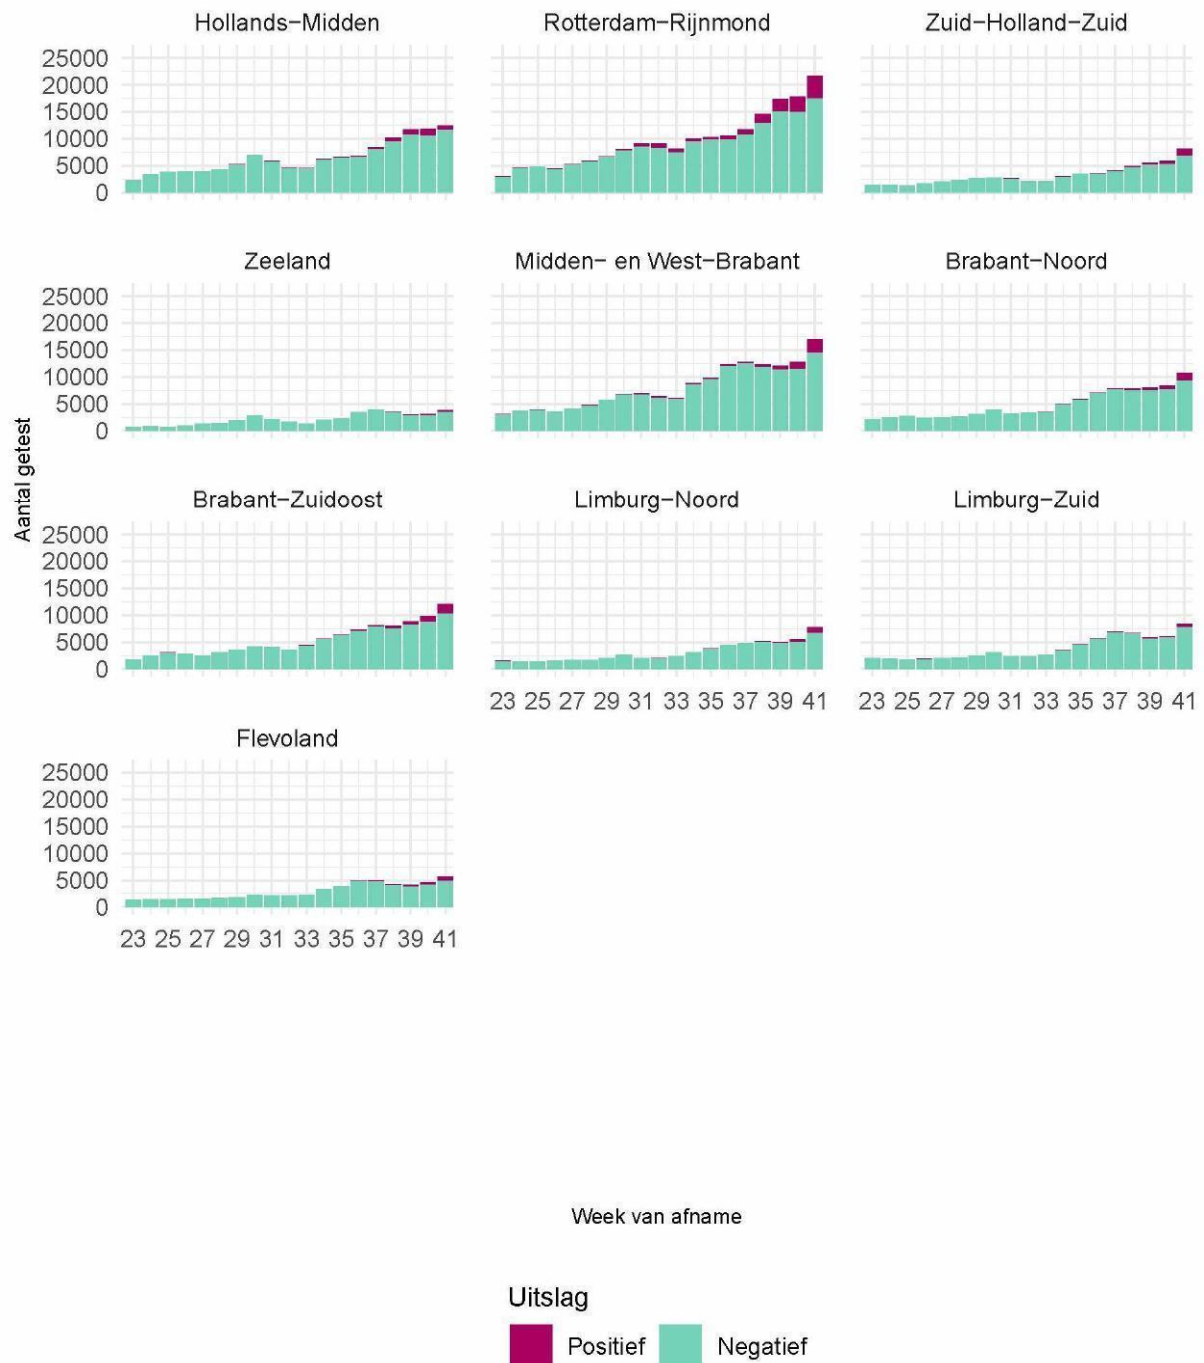 Hollands-Midden Rotterdam-Rijnmond Zuid-Holland-Zuid
25000
20000
15000
10000
5000
0
Zeeland Midden- en West-Brabant Brabant-Noord
25000
20000
15000
10000
5000
0
Aantal getest
Brabant-Zuidoost Limburg-Noord Limburg-Zuid
25000
20000
15000
10000
5000
0
23 25 27 29 31 33 35 37 39 41 23 25 27 29 31 33 35 37 39 41
Flevoland
25000
20000
15000
10000
5000
0
23 25 27 29 31 33 35 37 39 41
Week van afname
Uitslag
Positief Negatief